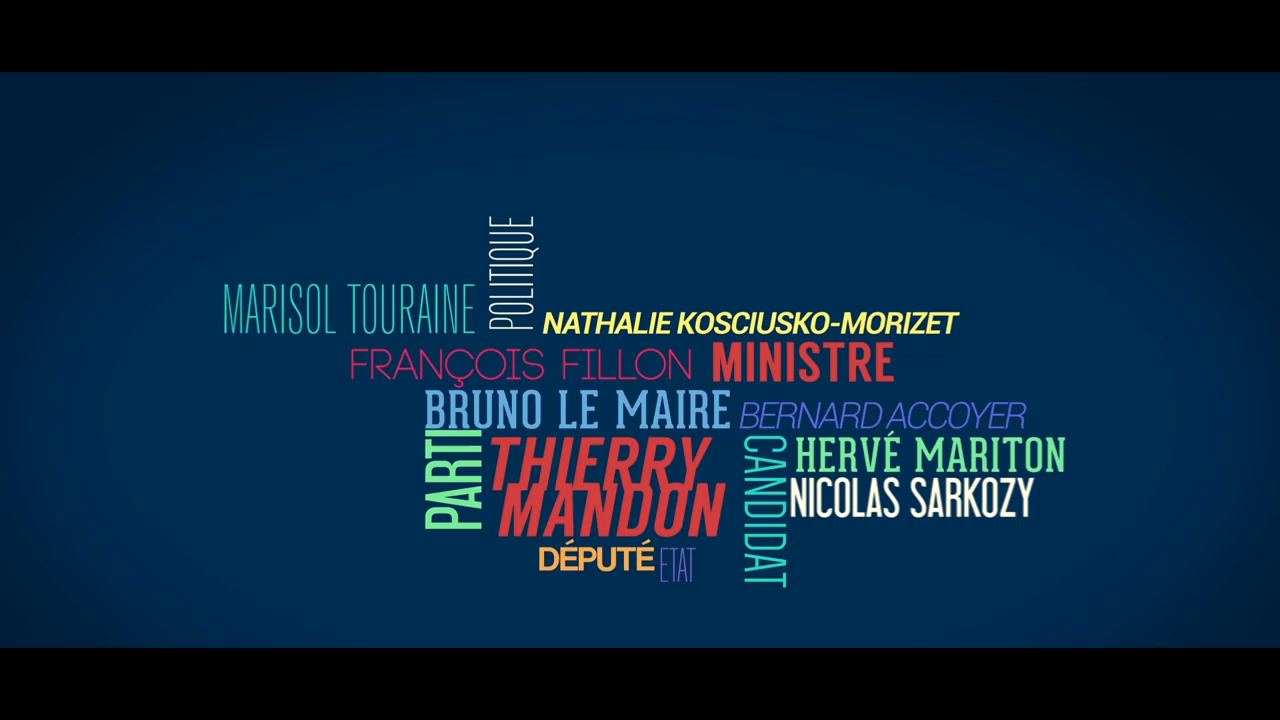 POLITIQUE
MARISOL TOURAINE
NATHALIE KOSCIUSKO-MORIZET
FRANÇOIS FILLON
MINISTRE
BRUNO LE MAIRE
BERNARD ACCOYER
PARTI
THIERRY
MANDON
CANDIDAT
HERVÉ MARITON
NICOLAS SARKOZY
DÉPUTÉ
ETAT